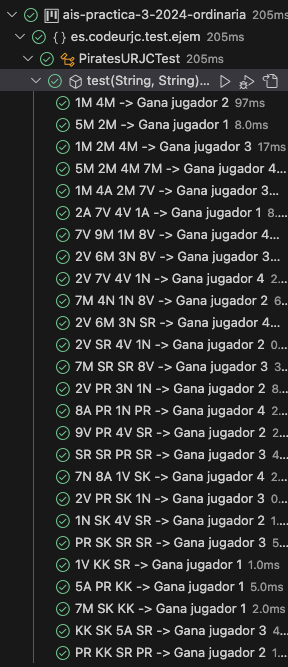 ais-practica-3-2024-ordinaria 205ms
{ } es.codeurjc.test.ejem... 205ms
PiratesURJCTest 205ms
test(String, String)...
1M 4M -> Gana jugador 2 97ms
5M 2M -> Gana jugador 1 8.0ms
1M 2M 4M -> Gana jugador 3 17ms
5M 2M 4M 7M -> Gana jugador 4...
1M 4A 2M 7V -> Gana jugador 3...
2A 7V 4V 1A -> Gana jugador 1 8....
7V 9M 1M 8V -> Gana jugador 4...
2V 6M 3N 8V -> Gana jugador 3...
2V 7V 4V 1N -> Gana jugador 4 2...
7M 4N 1N 8V -> Gana jugador 2 6...
2V 6M 3N SR -> Gana jugador 4...
2V SR 4V 1N -> Gana jugador 2 0...
7M SR SR 8V -> Gana jugador 3 3...
2V PR 3N 1N -> Gana jugador 2 8...
8A PR 1N PR -> Gana jugador 4 2...
9V PR 4V SR -> Gana jugador 2 2...
SR SR PR SR -> Gana jugador 3 4...
7N 8A 1V SK -> Gana jugador 4 2...
2V PR SK 1N -> Gana jugador 3 0...
1N SK 4V SR -> Gana jugador 2 1...
PR SK SR SR -> Gana jugador 3 5...
1V KK SR -> Gana jugador 1 1.0ms
5A PR KK -> Gana jugador 1 5.0ms
7M SK KK -> Gana jugador 1 2.0ms
KK SK 5A SR -> Gana jugador 3 4...
PR KK SR PR -> Gana jugador 2 1...